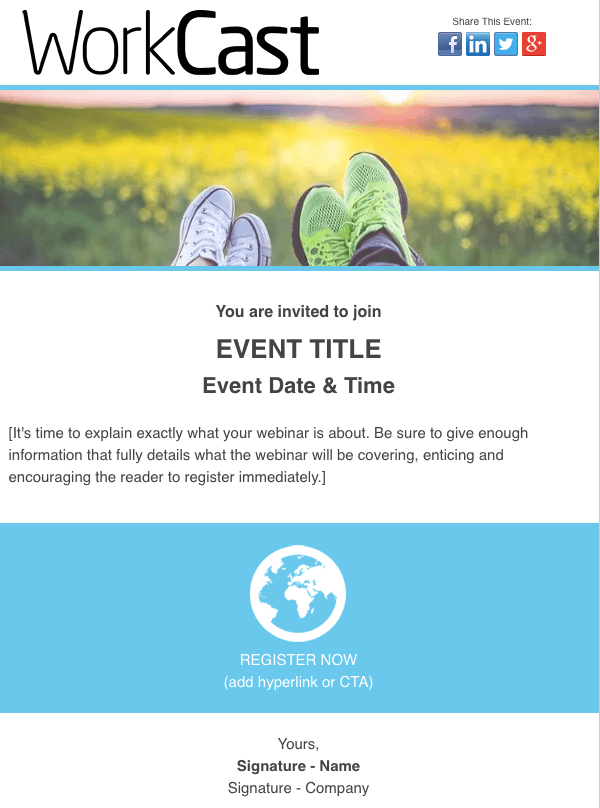 WorkCast
Share This Event:
You are invited to join
EVENT TITLE
Event Date & Time
[It's time to explain exactly what your webinar is about. Be sure to give enough
information that fully details what the webinar will be covering, enticing and
encouraging the reader to register immediately.]
REGISTER NOW
(add hyperlink or CTA)
Yours,
Signature - Name
Signature - Company